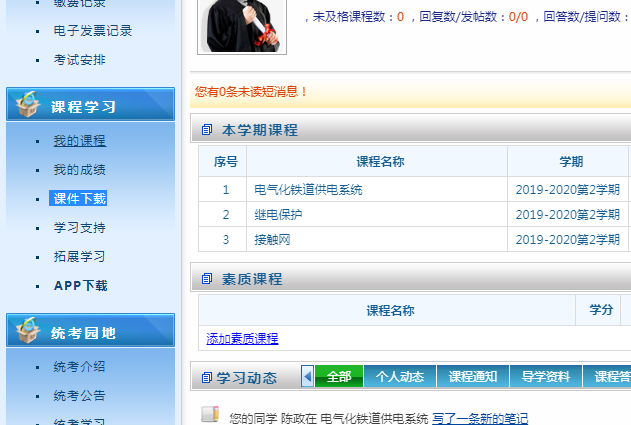 缴费记录
电子发票记录
考试安排
课程学习
我的课程
我的成绩
课件下载
学习支持
拓展学习
APP下载
统考园地
统考介绍
统考公告
统考学习
，未及格课程数：0 ，回复数/发帖数：0/0 ，回答数/提问数：
您有0条未读短消息！
本学期课程
序号 课程名称 学期
1 电气化铁道供电系统 2019-2020第2学期
2 继电保护 2019-2020第2学期
3 接触网 2019-2020第2学期
素质课程
课程名称 学分
添加素质课程
学习动态 全部 个人动态 课程通知 导学资料 课程答
您的同学 陈政在 电气化铁道供电系统 写了一条新的笔记